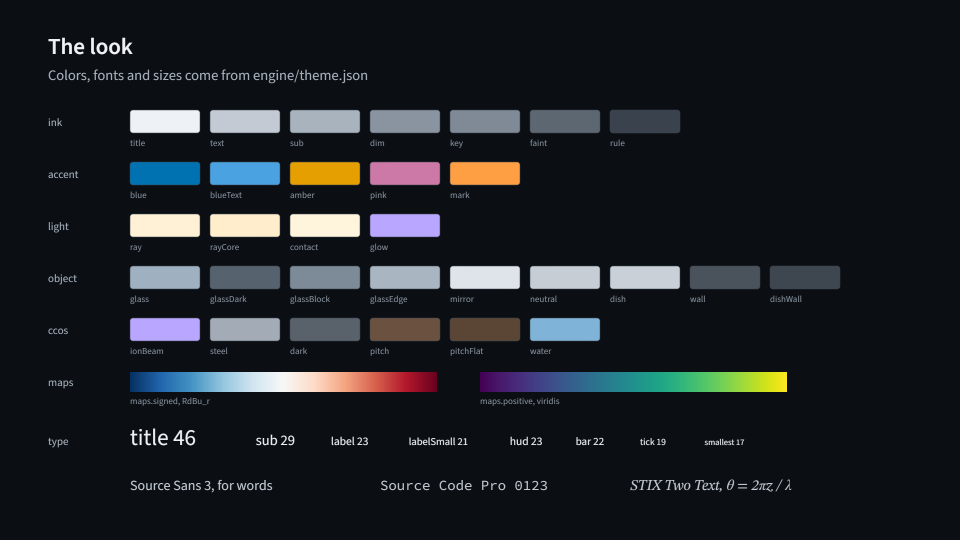 The look
Colors, fonts and sizes come from engine/theme.json
ink
title text sub dim key faint rule
accent
blue blueText amber pink mark
light
ray rayCore contact glow
object
glass glassDark glassBlock glassEdge mirror neutral dish wall dishWall
ccos
ionBeam steel dark pitch pitchFlat water
maps
maps.signed, RdBu_r maps.positive, viridis
type title 46 sub 29 label 23 labelSmall 21 hud 23 bar 22 tick 19 smallest 17
Source Sans 3, for words Source Code Pro 0123 STIX Two Text, θ = 2πz / λ